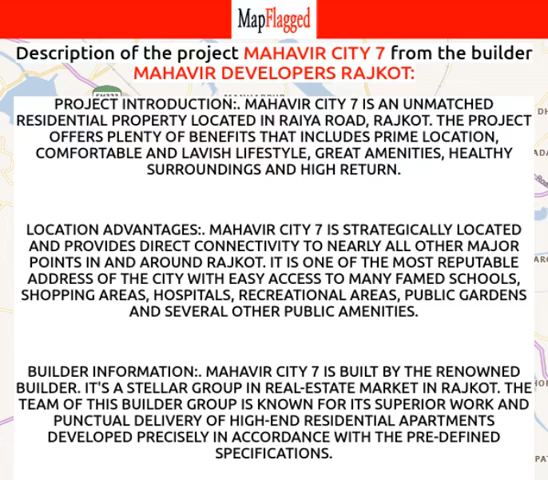 MapFlagged
Description of the project MAHAVIR CITY 7 from the builder
MAHAVIR DEVELOPERS RAJKOT:
PROJECT INTRODUCTION:. MAHAVIR CITY 7 IS AN UNMATCHED
RESIDENTIAL PROPERTY LOCATED IN RAIYA ROAD, RAJKOT. THE PROJECT
OFFERS PLENTY OF BENEFITS THAT INCLUDES PRIME LOCATION,
COMFORTABLE AND LAVISH LIFESTYLE, GREAT AMENITIES, HEALTHY
SURROUNDINGS AND HIGH RETURN.
LOCATION ADVANTAGES:. MAHAVIR CITY 7 IS STRATEGICALLY LOCATED
AND PROVIDES DIRECT CONNECTIVITY TO NEARLY ALL OTHER MAJOR
POINTS IN AND AROUND RAJKOT. IT IS ONE OF THE MOST REPUTABLE
ADDRESS OF THE CITY WITH EASY ACCESS TO MANY FAMED SCHOOLS,
SHOPPING AREAS, HOSPITALS, RECREATIONAL AREAS, PUBLIC GARDENS
AND SEVERAL OTHER PUBLIC AMENITIES.
BUILDER INFORMATION:. MAHAVIR CITY 7 IS BUILT BY THE RENOWNED
BUILDER. IT'S A STELLAR GROUP IN REAL-ESTATE MARKET IN RAJKOT. THE
TEAM OF THIS BUILDER GROUP IS KNOWN FOR ITS SUPERIOR WORK AND
PUNCTUAL DELIVERY OF HIGH-END RESIDENTIAL APARTMENTS
DEVELOPED PRECISELY IN ACCORDANCE WITH THE PRE-DEFINED
SPECIFICATIONS.